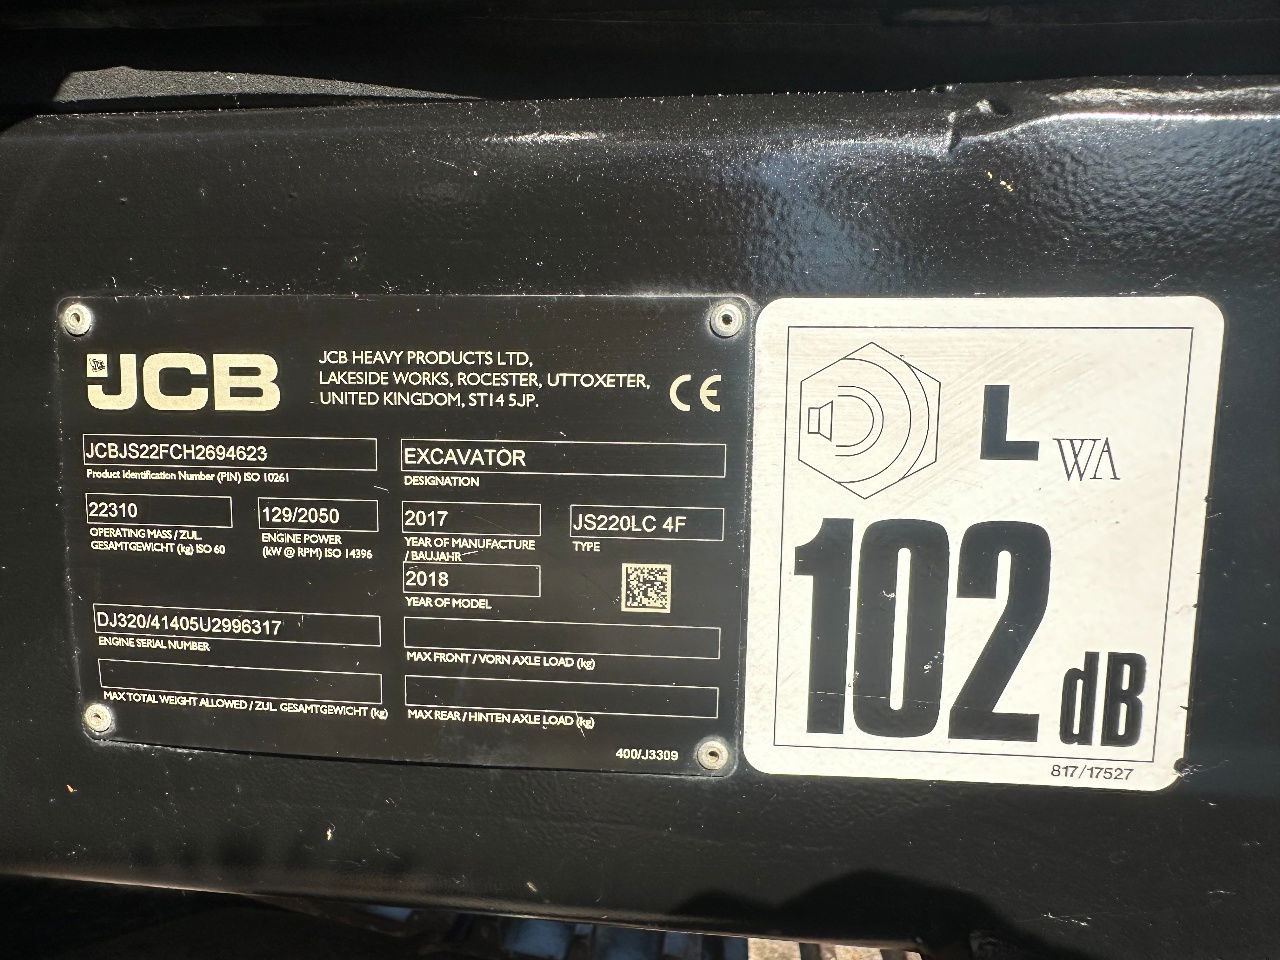 JCB
JCB HEAVY PRODUCTS LTD,
LAKESIDE WORKS, ROCESTER, UTTOXETER,
UNITED KINGDOM, ST14 5JP.
CE
JCBJS22FCH2694623
Product Identification Number (PIN) ISO 10261
EXCAVATOR
DESIGNATION
22310
OPERATING MASS / ZUL.
GESAMTGEWICHT (kg) ISO 60
129/2050
ENGINE POWER
(kW @ RPM) ISO 14396
2017
YEAR OF MANUFACTURE
/ BAUJAHR
JS220LC 4F
TYPE
2018
YEAR OF MODEL
DJ320/41405U2996317
ENGINE SERIAL NUMBER
MAX FRONT / VORN AXLE LOAD (kg)
MAX TOTAL WEIGHT ALLOWED / ZUL. GESAMTGEWICHT (kg)
MAX REAR / HINTEN AXLE LOAD (kg)
400/J3309
L WA
102 dB
817/17527